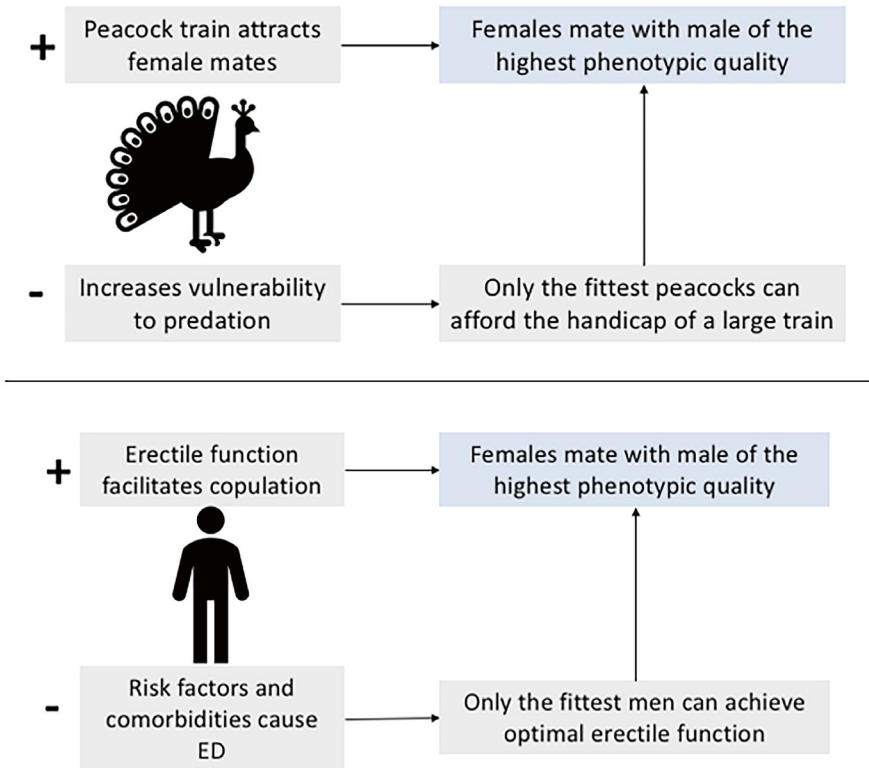 +
Peacock train attracts
female mates
Females mate with male of the
highest phenotypic quality
-
Increases vulnerability
to predation
Only the fittest peacocks can
afford the handicap of a large train
+
Erectile function
facilitates copulation
Females mate with male of the
highest phenotypic quality
-
Risk factors and
comorbidities cause
ED
Only the fittest men can achieve
optimal erectile function